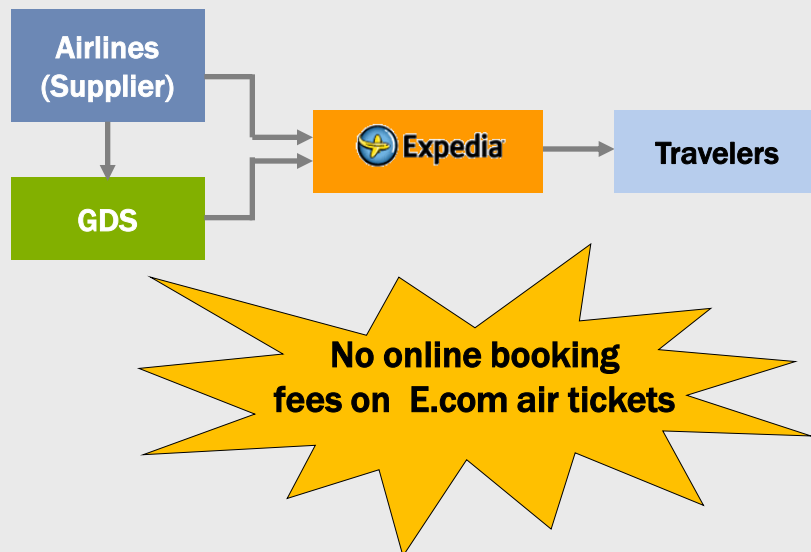 Airlines
(Supplier)
Expedia
Travelers
GDS
No online booking
fees on E.com air tickets